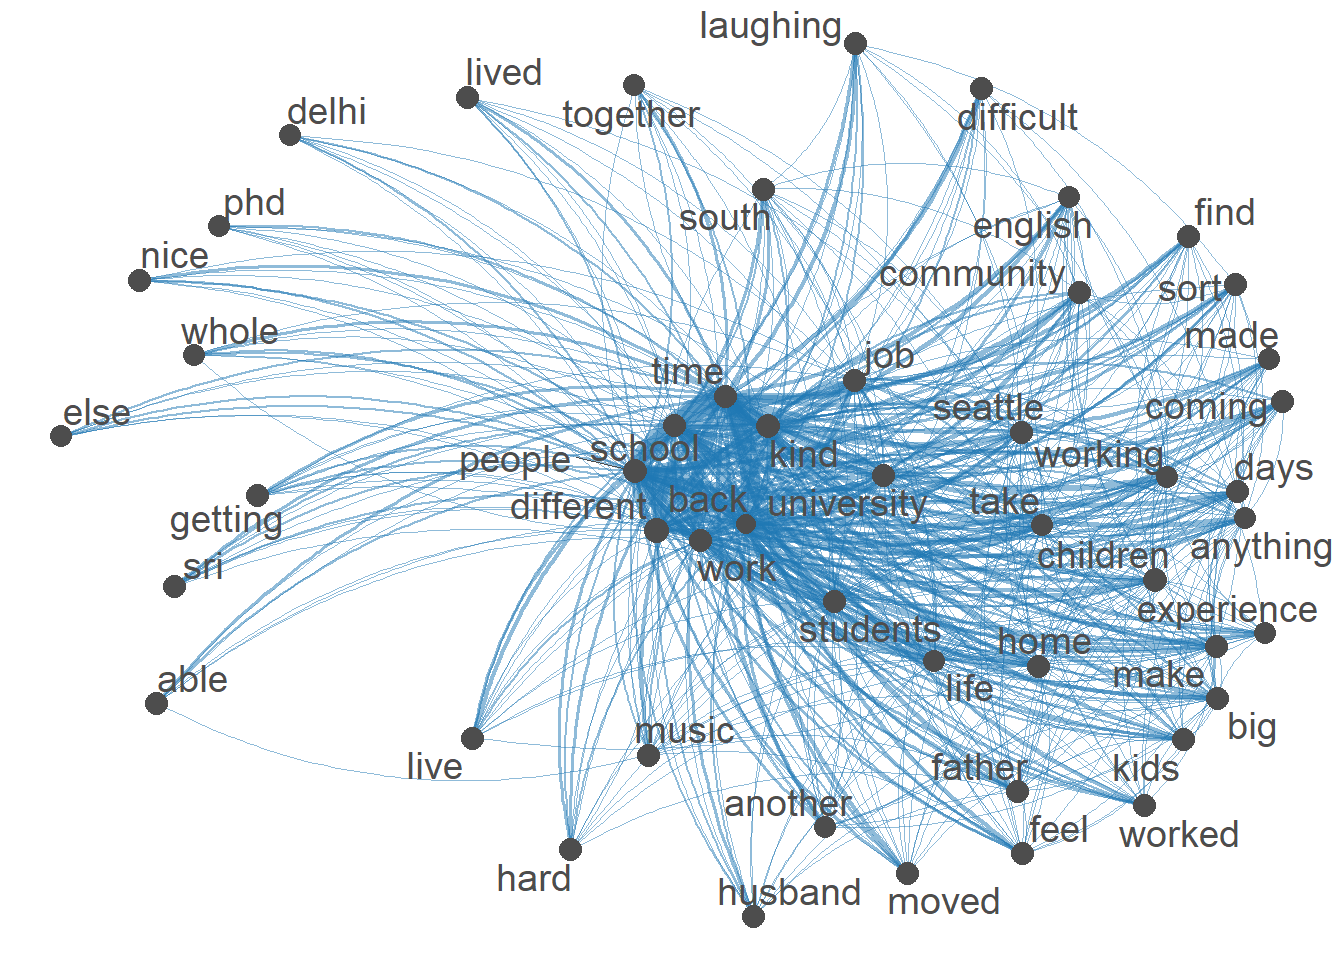 laughing
lived
together
delhi
difficult
phd
south
english
find
nice
community
sort
whole
time
job
made
else
seattle
coming
school
kind
working
people
days
different
back
university
take
getting
children
anything
sri
work
experience
students
home
able
life
make
live
music
big
father
kids
another
feel
worked
hard
husband
moved